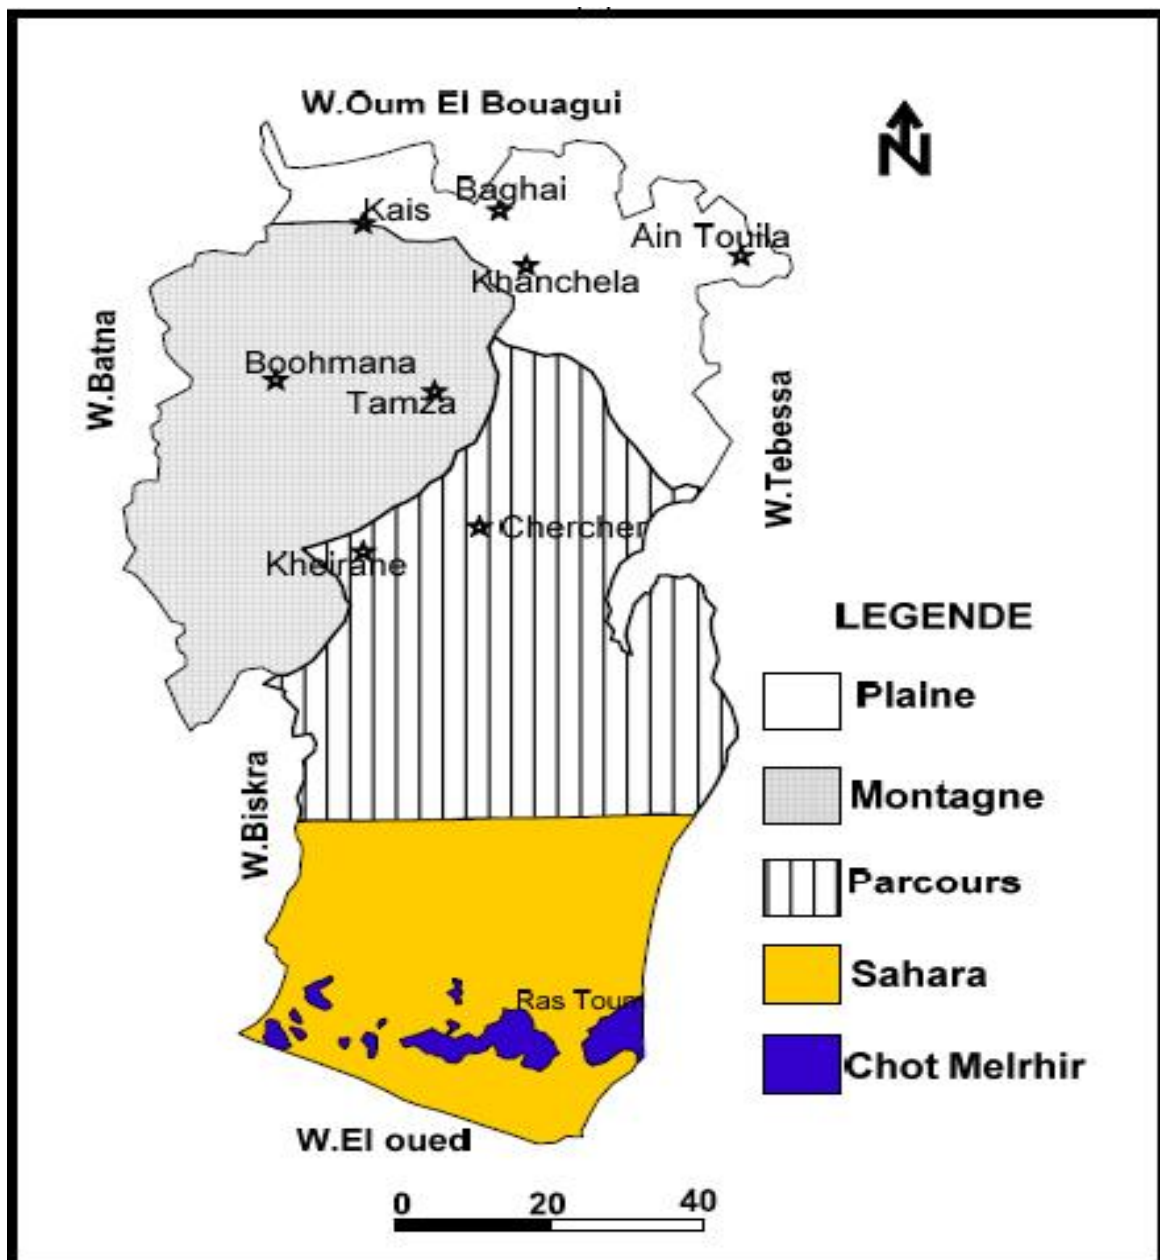 W.Oum El Bouagui
N
Baghai
Kais
Ain Touila
Khanchela
W.Batna
Boohmana
Tamza
W.Tebessa
Chercher
Kheirane
LEGENDE
Plaine
Montagne
Parcours
Sahara
Chot Melrhir
W.Biskra
Ras Toum
W.El oued
0 20 40